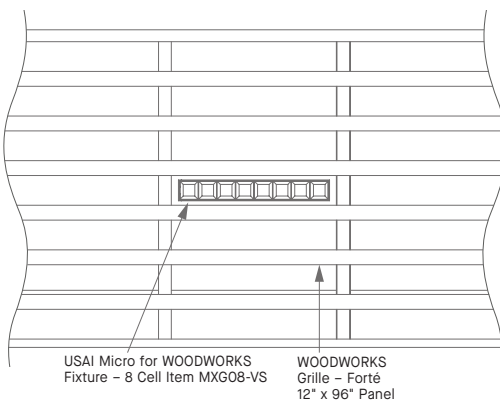 USAI Micro for WOODWORKS
Fixture – 8 Cell Item MXG08-VS
WOODWORKS
Grille – Forté
12" x 96" Panel